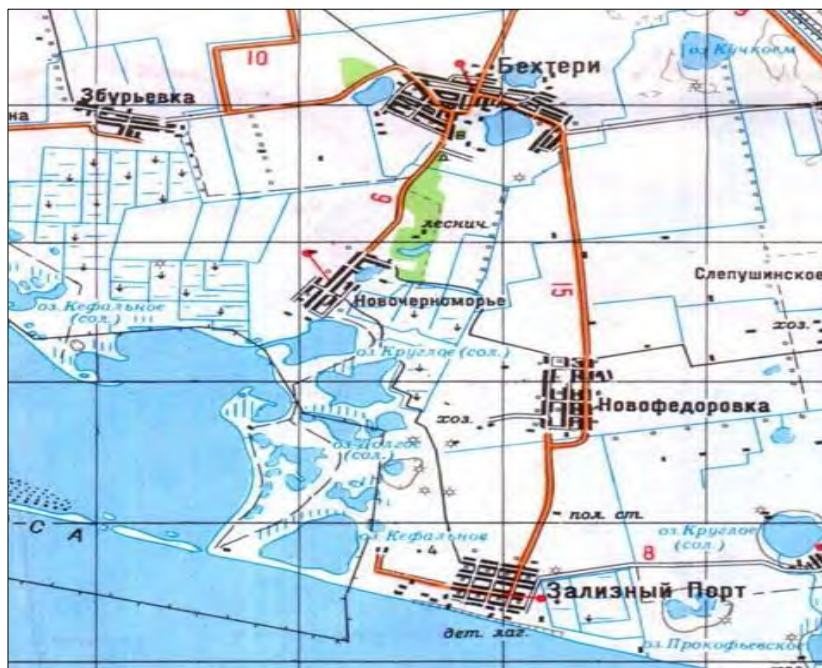 оз. Кучкоем
10
Бехтери
Збурьевка
на
9
леснич.
Слепушинское
15
Новочерноморье
оз. Кефальное
(сол.)
хоз.
оз. Круглое (сол.)
Новофедоровка
хоз.
оз. Долгое
(сол.)
пол. ст.
С А
оз. Кефальное
4
оз. Круглое
(сол.)
8
Зализный Порт
дет. лаг.
оз. Прокофьевское